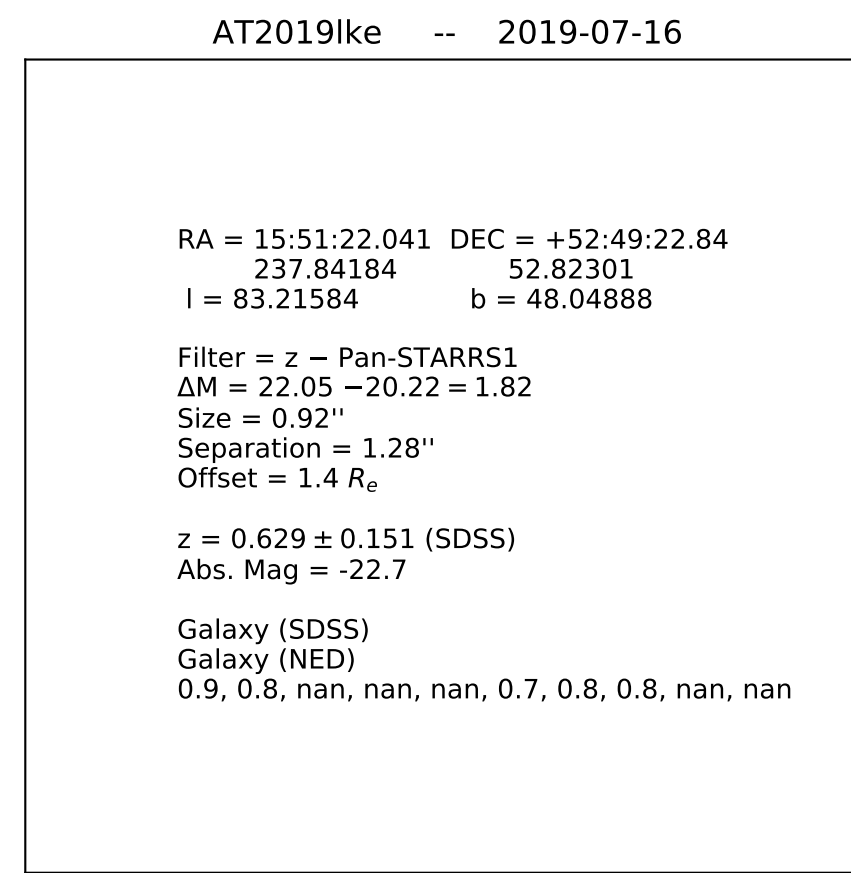 AT2019lke -- 2019-07-16
RA = 15:51:22.041 DEC = +52:49:22.84
237.84184 52.82301
l = 83.21584 b = 48.04888
Filter = z − Pan-STARRS1
ΔM = 22.05 −20.22 = 1.82
Size = 0.92''
Separation = 1.28''
Offset = 1.4 Rₑ
z = 0.629 ± 0.151 (SDSS)
Abs. Mag = -22.7
Galaxy (SDSS)
Galaxy (NED)
0.9, 0.8, nan, nan, nan, 0.7, 0.8, 0.8, nan, nan